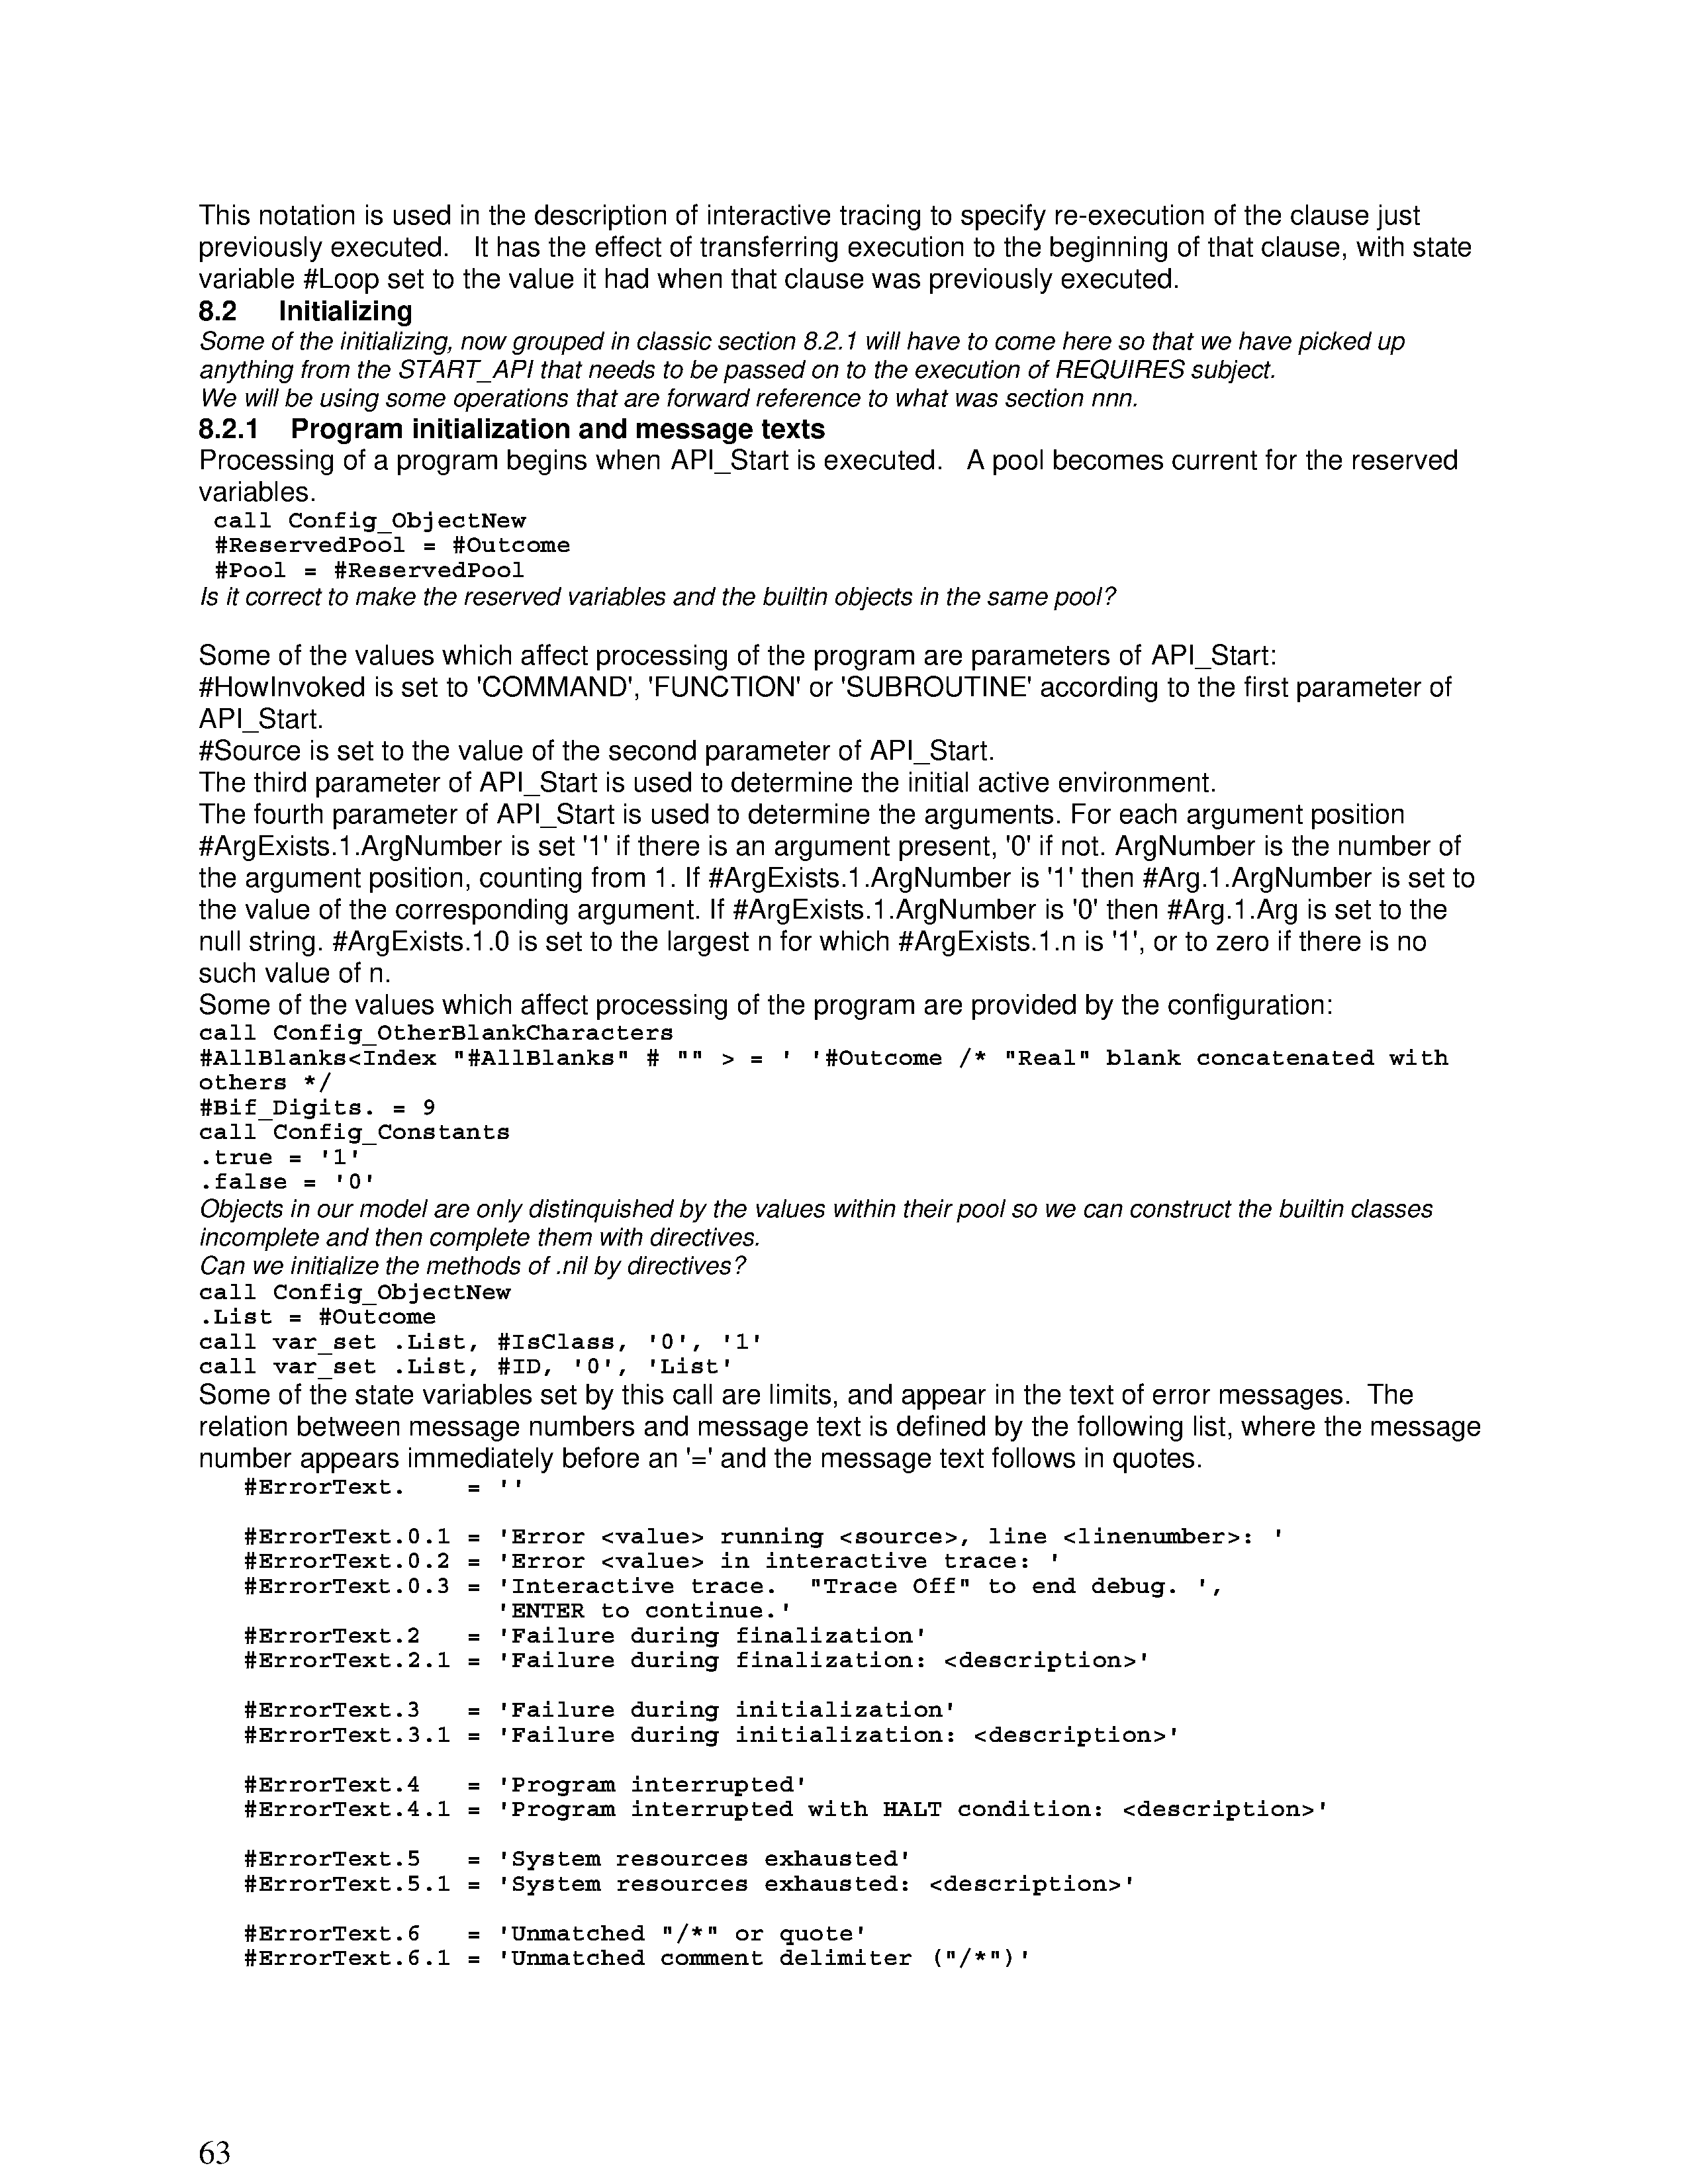 This notation is used in the description of interactive tracing to specify re-execution of the clause just
previously executed.   It has the effect of transferring execution to the beginning of that clause, with state
variable #Loop set to the value it had when that clause was previously executed.
8.2    Initializing
Some of the initializing, now grouped in classic section 8.2.1 will have to come here so that we have picked up
anything from the START_API that needs to be passed on to the execution of REQUIRES subject.
We will be using some operations that are forward reference to what was section nnn.
8.2.1   Program initialization and message texts
Processing of a program begins when API_Start is executed.   A pool becomes current for the reserved
variables.
 call Config_ObjectNew
 #ReservedPool = #Outcome
 #Pool = #ReservedPool
Is it correct to make the reserved variables and the builtin objects in the same pool?

Some of the values which affect processing of the program are parameters of API_Start:
#HowInvoked is set to 'COMMAND', 'FUNCTION' or 'SUBROUTINE' according to the first parameter of
API_Start.
#Source is set to the value of the second parameter of API_Start.
The third parameter of API_Start is used to determine the initial active environment.
The fourth parameter of API_Start is used to determine the arguments. For each argument position
#ArgExists.1.ArgNumber is set '1' if there is an argument present, '0' if not. ArgNumber is the number of
the argument position, counting from 1. If #ArgExists.1.ArgNumber is '1' then #Arg.1.ArgNumber is set to
the value of the corresponding argument. If #ArgExists.1.ArgNumber is '0' then #Arg.1.Arg is set to the
null string. #ArgExists.1.0 is set to the largest n for which #ArgExists.1.n is '1', or to zero if there is no
such value of n.
Some of the values which affect processing of the program are provided by the configuration:
call Config_OtherBlankCharacters
#AllBlanks<Index "#AllBlanks" # "" > = ' '#Outcome /* "Real" blank concatenated with
others */
#Bif_Digits. = 9
call Config_Constants
.true = '1'
.false = '0'
Objects in our model are only distinquished by the values within their pool so we can construct the builtin classes
incomplete and then complete them with directives.
Can we initialize the methods of .nil by directives?
call Config_ObjectNew
.List = #Outcome
call var_set .List, #IsClass, '0', '1'
call var_set .List, #ID, '0', 'List'
Some of the state variables set by this call are limits, and appear in the text of error messages.  The
relation between message numbers and message text is defined by the following list, where the message
number appears immediately before an '=' and the message text follows in quotes.
   #ErrorText.    = ''

   #ErrorText.0.1 = 'Error <value> running <source>, line <linenumber>: '
   #ErrorText.0.2 = 'Error <value> in interactive trace: '
   #ErrorText.0.3 = 'Interactive trace.  "Trace Off" to end debug. ',
                    'ENTER to continue.'
   #ErrorText.2   = 'Failure during finalization'
   #ErrorText.2.1 = 'Failure during finalization: <description>'

   #ErrorText.3   = 'Failure during initialization'
   #ErrorText.3.1 = 'Failure during initialization: <description>'

   #ErrorText.4   = 'Program interrupted'
   #ErrorText.4.1 = 'Program interrupted with HALT condition: <description>'

   #ErrorText.5   = 'System resources exhausted'
   #ErrorText.5.1 = 'System resources exhausted: <description>'

   #ErrorText.6   = 'Unmatched "/*" or quote'
   #ErrorText.6.1 = 'Unmatched comment delimiter ("/*")'

63